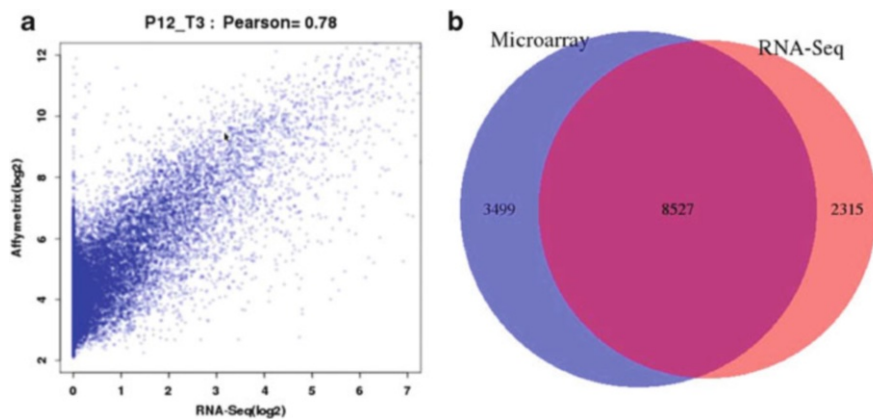 a
P12_T3 : Pearson= 0.78
12
10
8
6
4
2
Affymetrix(log2)
0 1 2 3 4 5 6 7
RNA-Seq(log2)
b
Microarray
RNA-Seq
3499
8527
2315